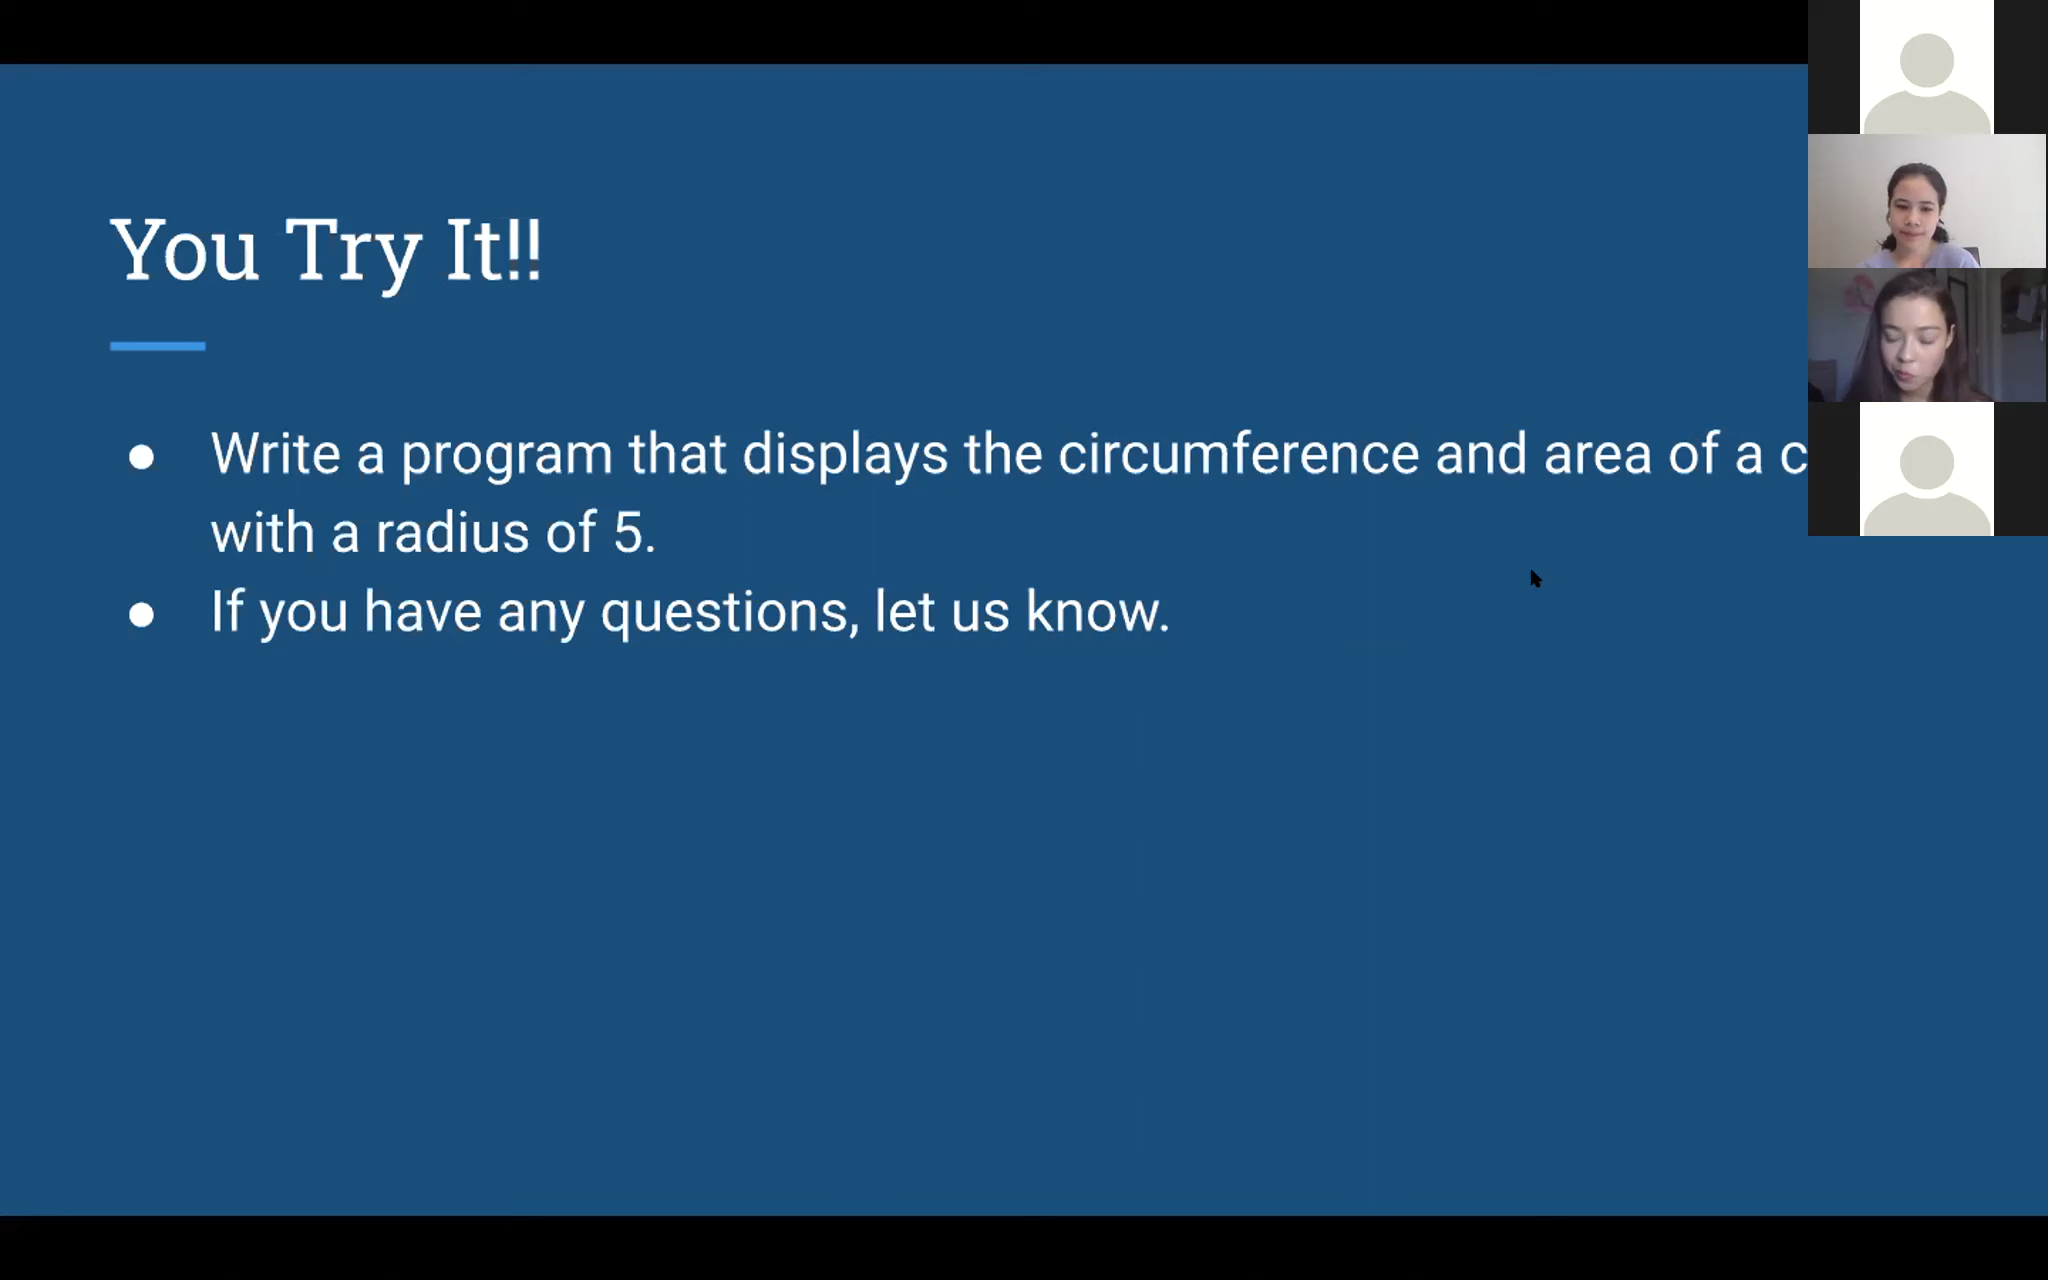 You Try It!!
● Write a program that displays the circumference and area of a
with a radius of 5.
● If you have any questions, let us know.